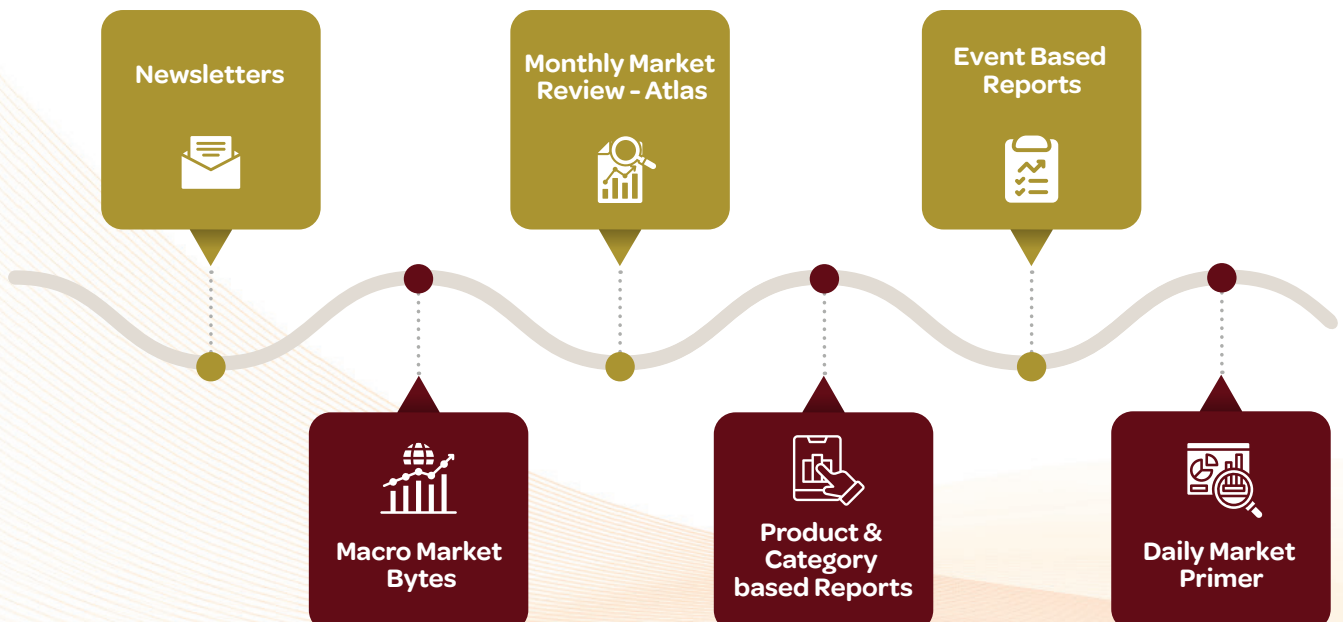 Newsletters
Monthly Market
Review - Atlas
Event Based
Reports
Macro Market
Bytes
Product &
Category
based Reports
Daily Market
Primer